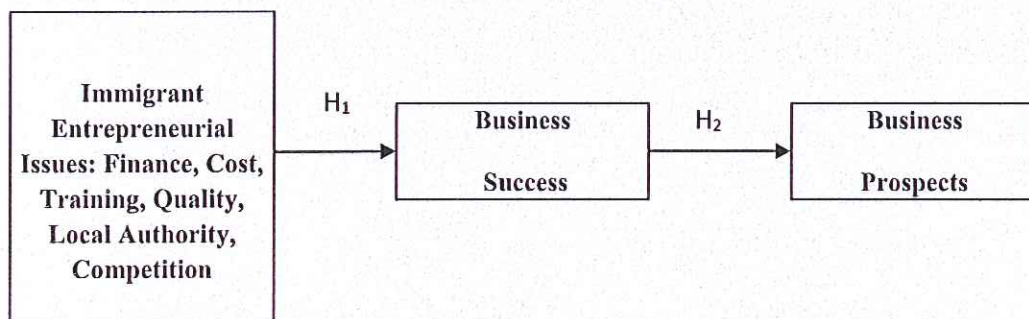 Immigrant
Entrepreneurial
Issues: Finance, Cost,
Training, Quality,
Local Authority,
Competition
H₁
Business
Success
H₂
Business
Prospects